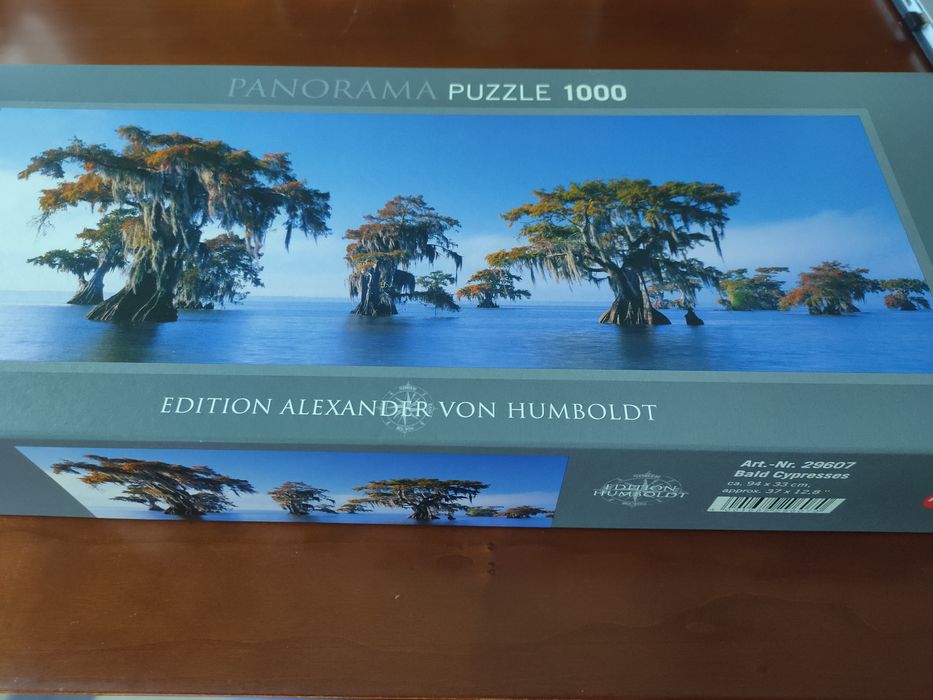 PANORAMA PUZZLE 1000
EDITION ALEXANDER VON HUMBOLDT
EDITION
HUMBOLDT
Art.-Nr. 29607
Bald Cypresses
ca. 94 x 33 cm,
approx. 37 x 12,8 "